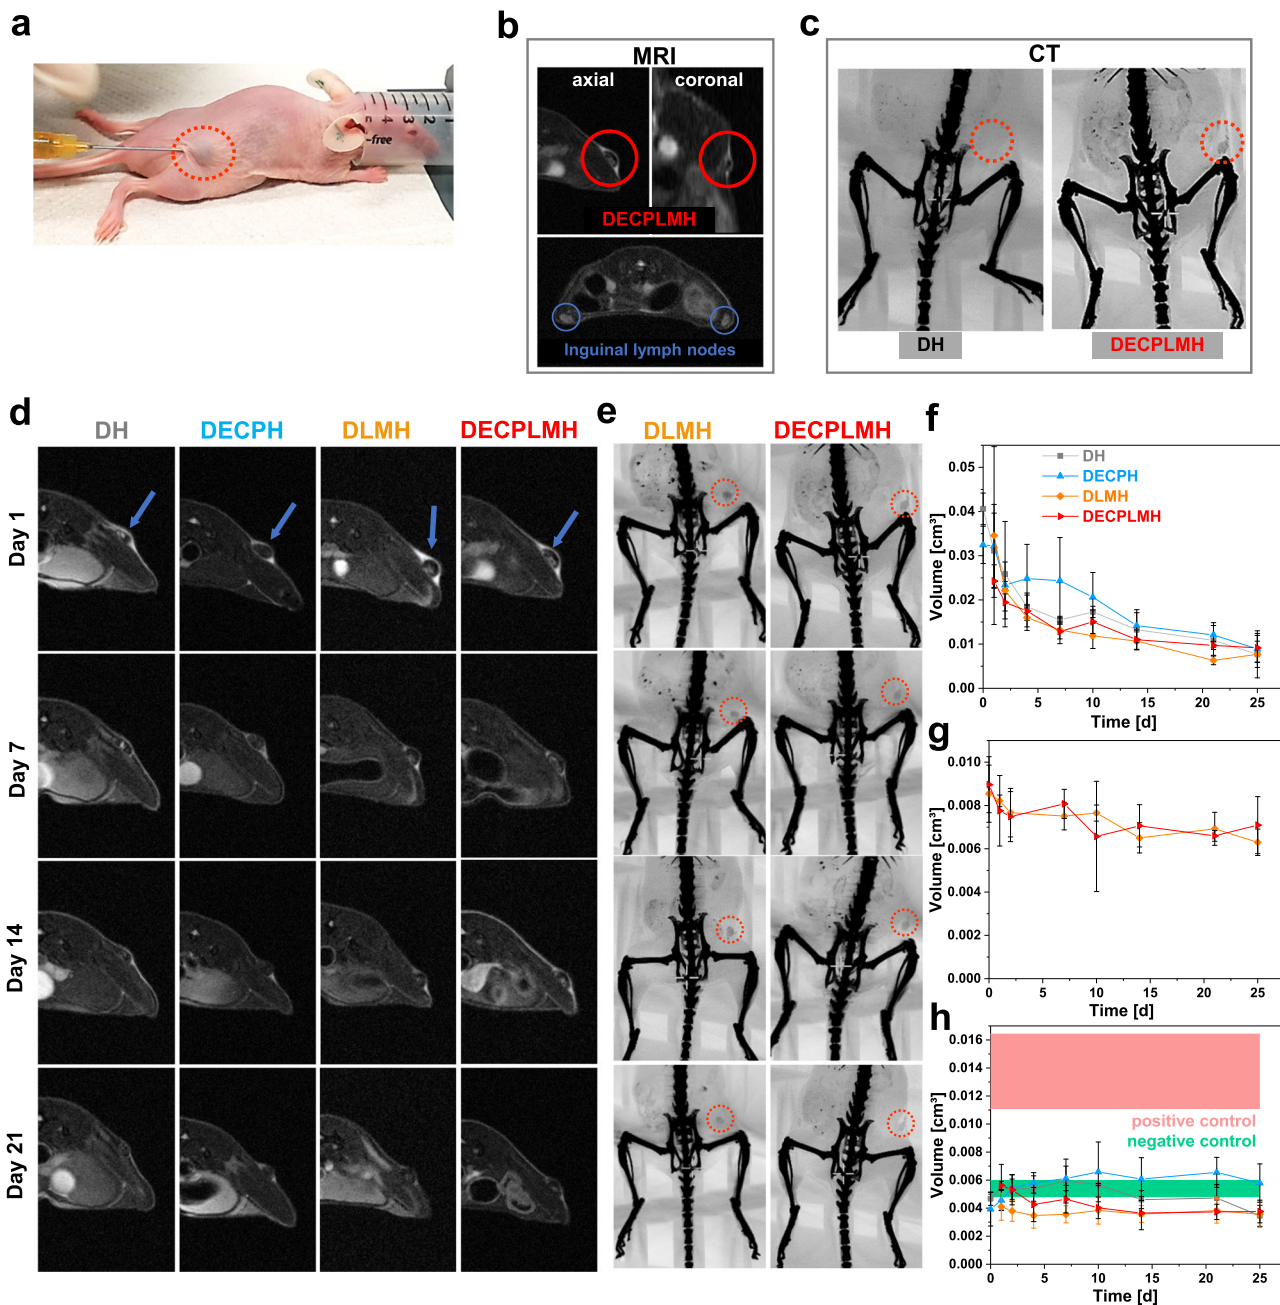 a
5 4 3 2
-free
b
MRI
axial
coronal
DECPLMH
Inguinal lymph nodes
c
CT
DH
DECPLMH
d
DH
DECPH
DLMH
DECPLMH
Day 1
Day 7
Day 14
Day 21
e
DLMH
DECPLMH
f
DH
DECPH
DLMH
DECPLMH
0.05
0.04
0.03
0.02
0.01
0.00
Volume [cm³]
0 5 10 15 20 25
Time [d]
g
0.010
0.008
0.006
0.004
0.002
0.000
Volume [cm³]
0 5 10 15 20 25
Time [d]
h
0.016
0.014
0.012
0.010
0.008
0.006
0.004
0.002
0.000
Volume [cm³]
positive control
negative control
0 5 10 15 20 25
Time [d]